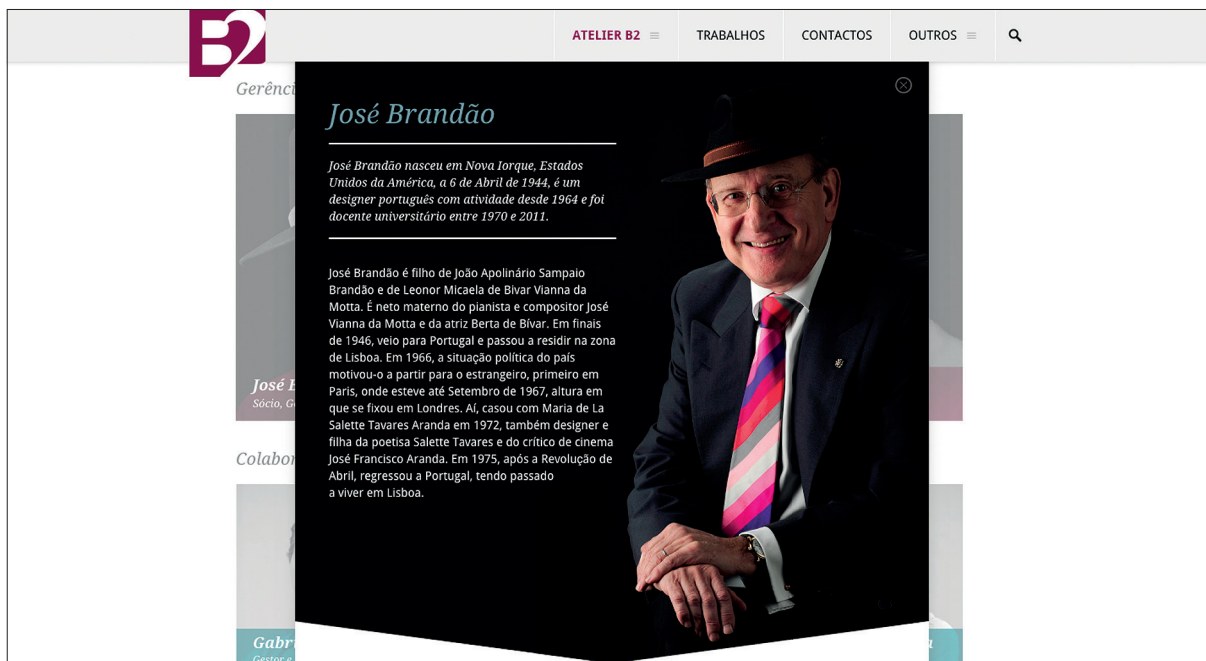 B2
ATELIER B2
TRABALHOS
CONTACTOS
OUTROS
Gerênci
José Brandão
José Brandão nasceu em Nova Iorque, Estados
Unidos da América, a 6 de Abril de 1944, é um
designer português com atividade desde 1964 e foi
docente universitário entre 1970 e 2011.
José Brandão é filho de João Apolinário Sampaio
Brandão e de Leonor Micaela de Bivar Vianna da
Motta. É neto materno do pianista e compositor José
Vianna da Motta e da atriz Berta de Bívar. Em finais
de 1946, veio para Portugal e passou a residir na zona
de Lisboa. Em 1966, a situação política do país
motivou-o a partir para o estrangeiro, primeiro em
Paris, onde esteve até Setembro de 1967, altura em
que se fixou em Londres. Aí, casou com Maria de La
Salette Tavares Aranda em 1972, também designer e
filha da poetisa Salette Tavares e do crítico de cinema
José Francisco Aranda. Em 1975, após a Revolução de
Abril, regressou a Portugal, tendo passado
a viver em Lisboa.
José B
Sócio, G
Colabor
Gabri
Gestor e
a